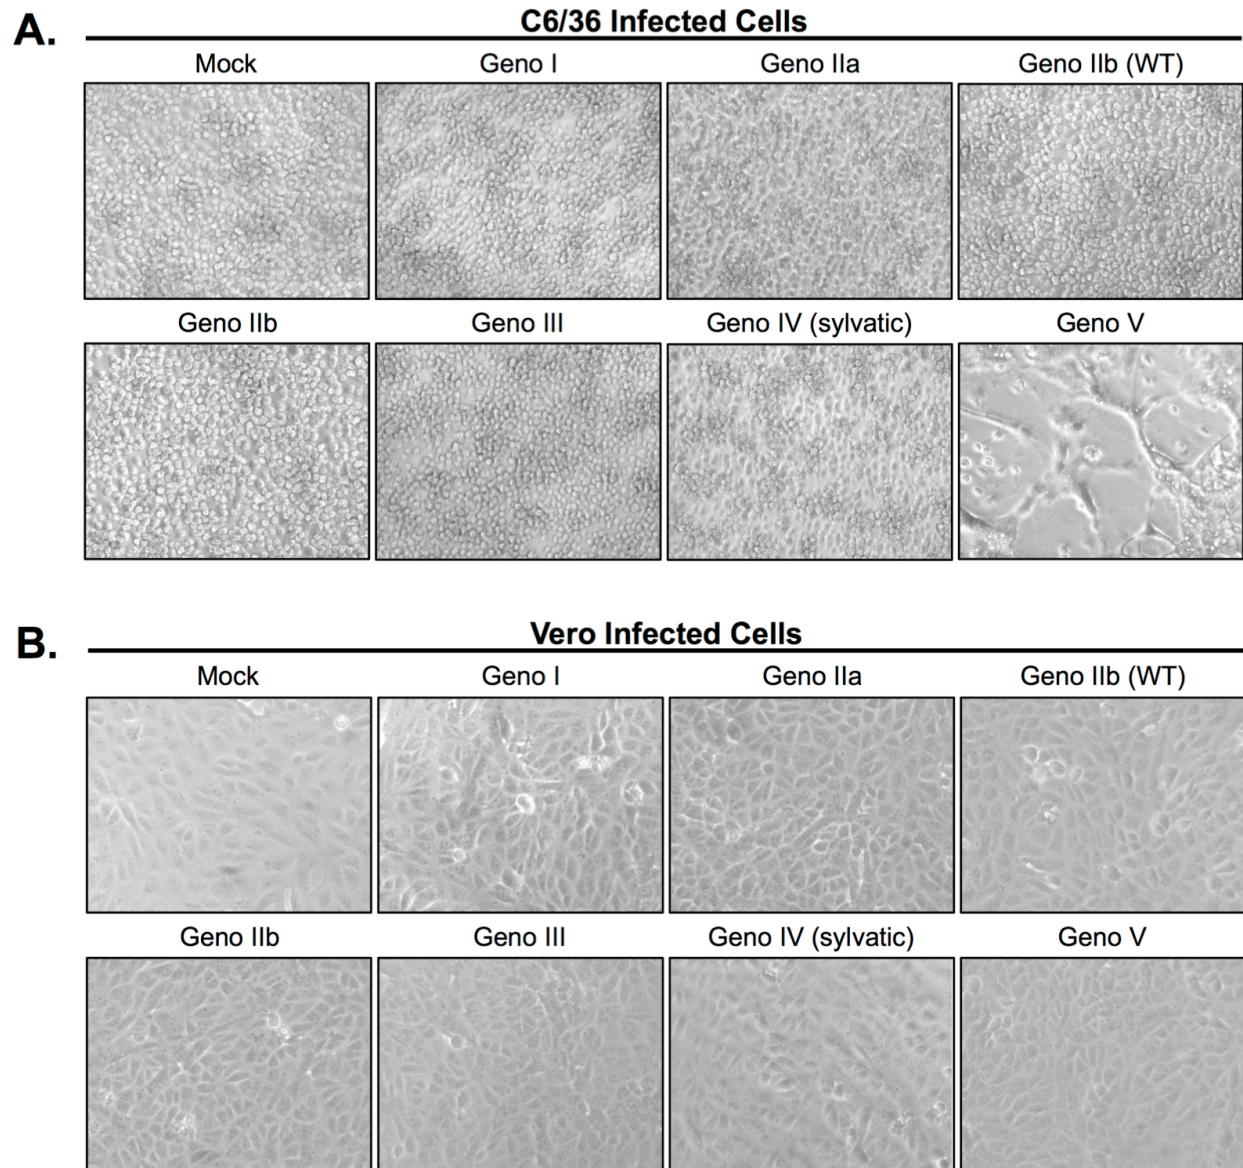 A.
C6/36 Infected Cells
Mock Geno I Geno IIa Geno IIb (WT)
Geno IIb Geno III Geno IV (sylvatic) Geno V
B.
Vero Infected Cells
Mock Geno I Geno IIa Geno IIb (WT)
Geno IIb Geno III Geno IV (sylvatic) Geno V